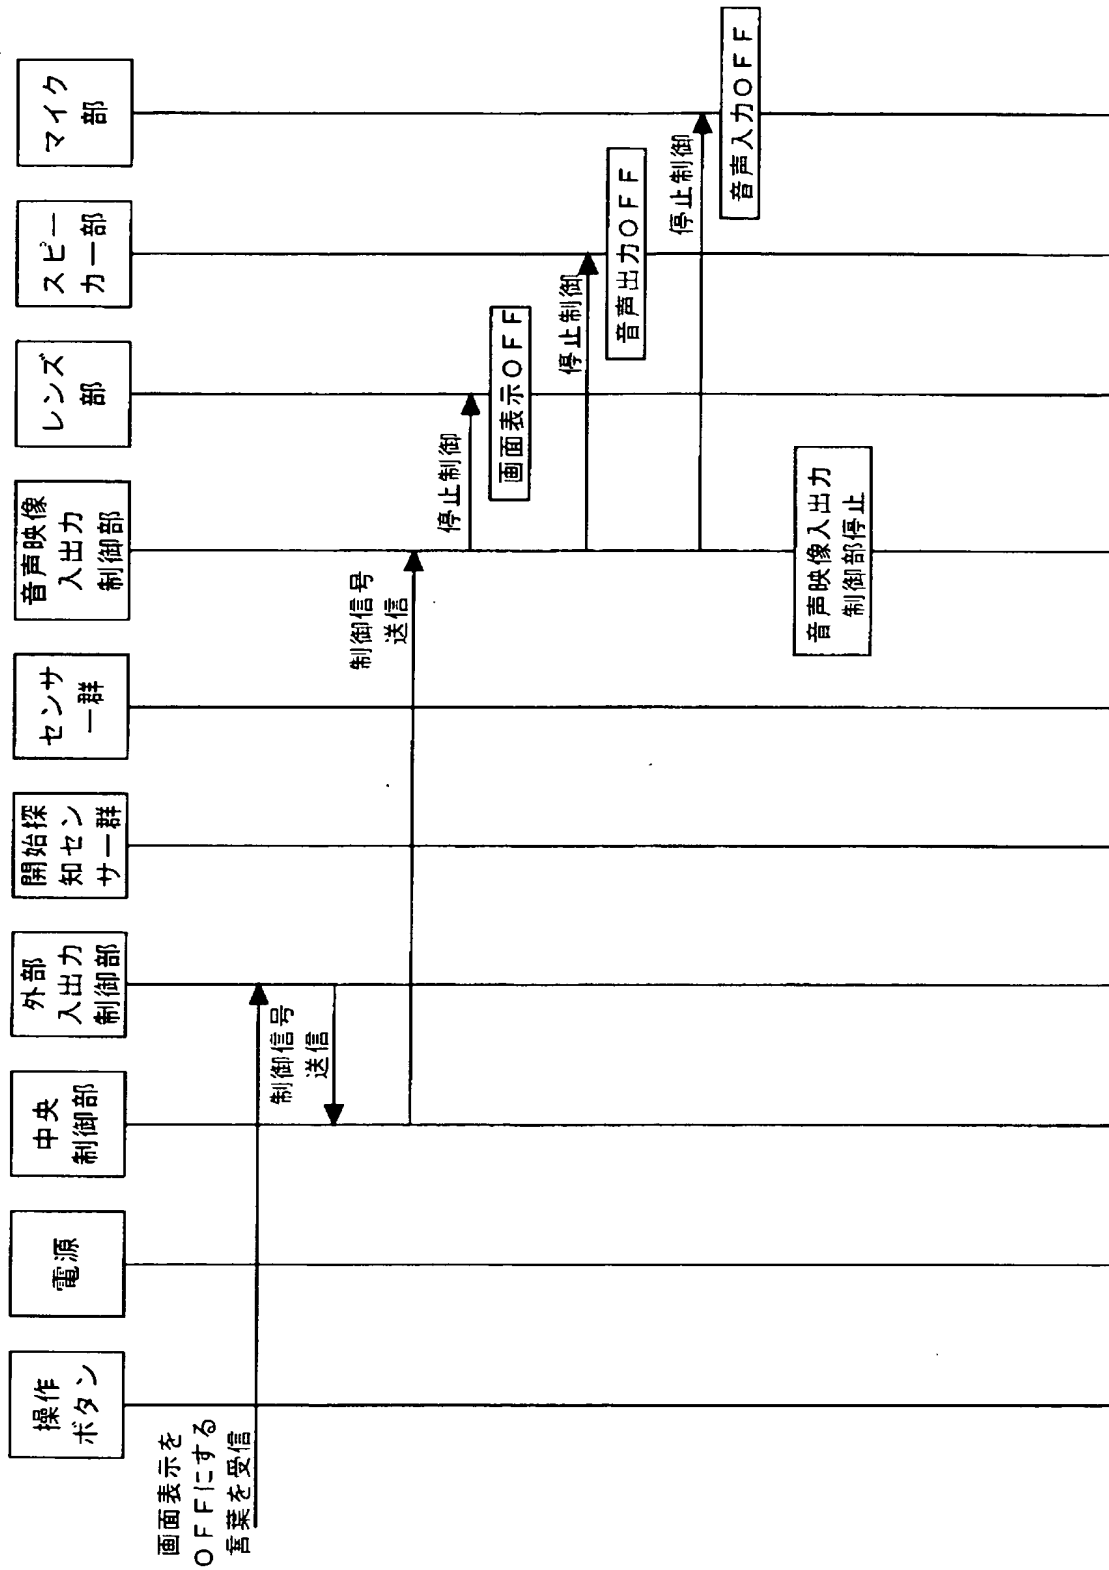 操作
ボタン
電源
中央
制御部
外部
入出力
制御部
開始探
知セン
サー群
センサ
ー群
音声映像
入出力
制御部
レンズ
部
スピー
カー部
マイク
部
画面表示を
OFFにする
言葉を受信
制御信号
送信
制御信号
送信
停止制御
画面表示OFF
停止制御
音声出力OFF
停止制御
音声入力OFF
音声映像入出力
制御部停止